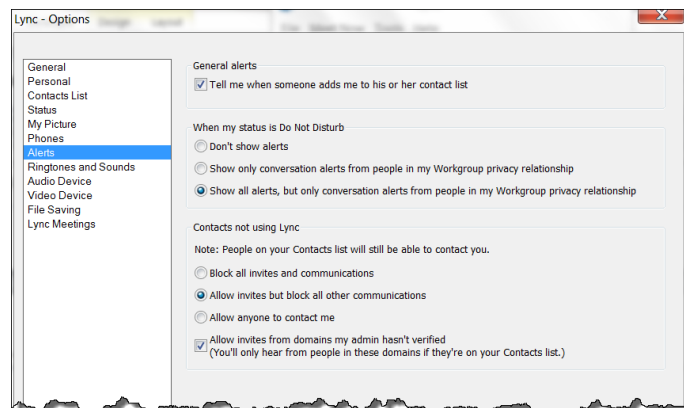 Lync - Options
Design Layout
General
Personal
Contacts List
Status
My Picture
Phones
Alerts
Ringtones and Sounds
Audio Device
Video Device
File Saving
Lync Meetings
General alerts
Tell me when someone adds me to his or her contact list
When my status is Do Not Disturb
Don't show alerts
Show only conversation alerts from people in my Workgroup privacy relationship
Show all alerts, but only conversation alerts from people in my Workgroup privacy relationship
Contacts not using Lync
Note: People on your Contacts list will still be able to contact you.
Block all invites and communications
Allow invites but block all other communications
Allow anyone to contact me
Allow invites from domains my admin hasn't verified
(You'll only hear from people in these domains if they're on your Contacts list.)